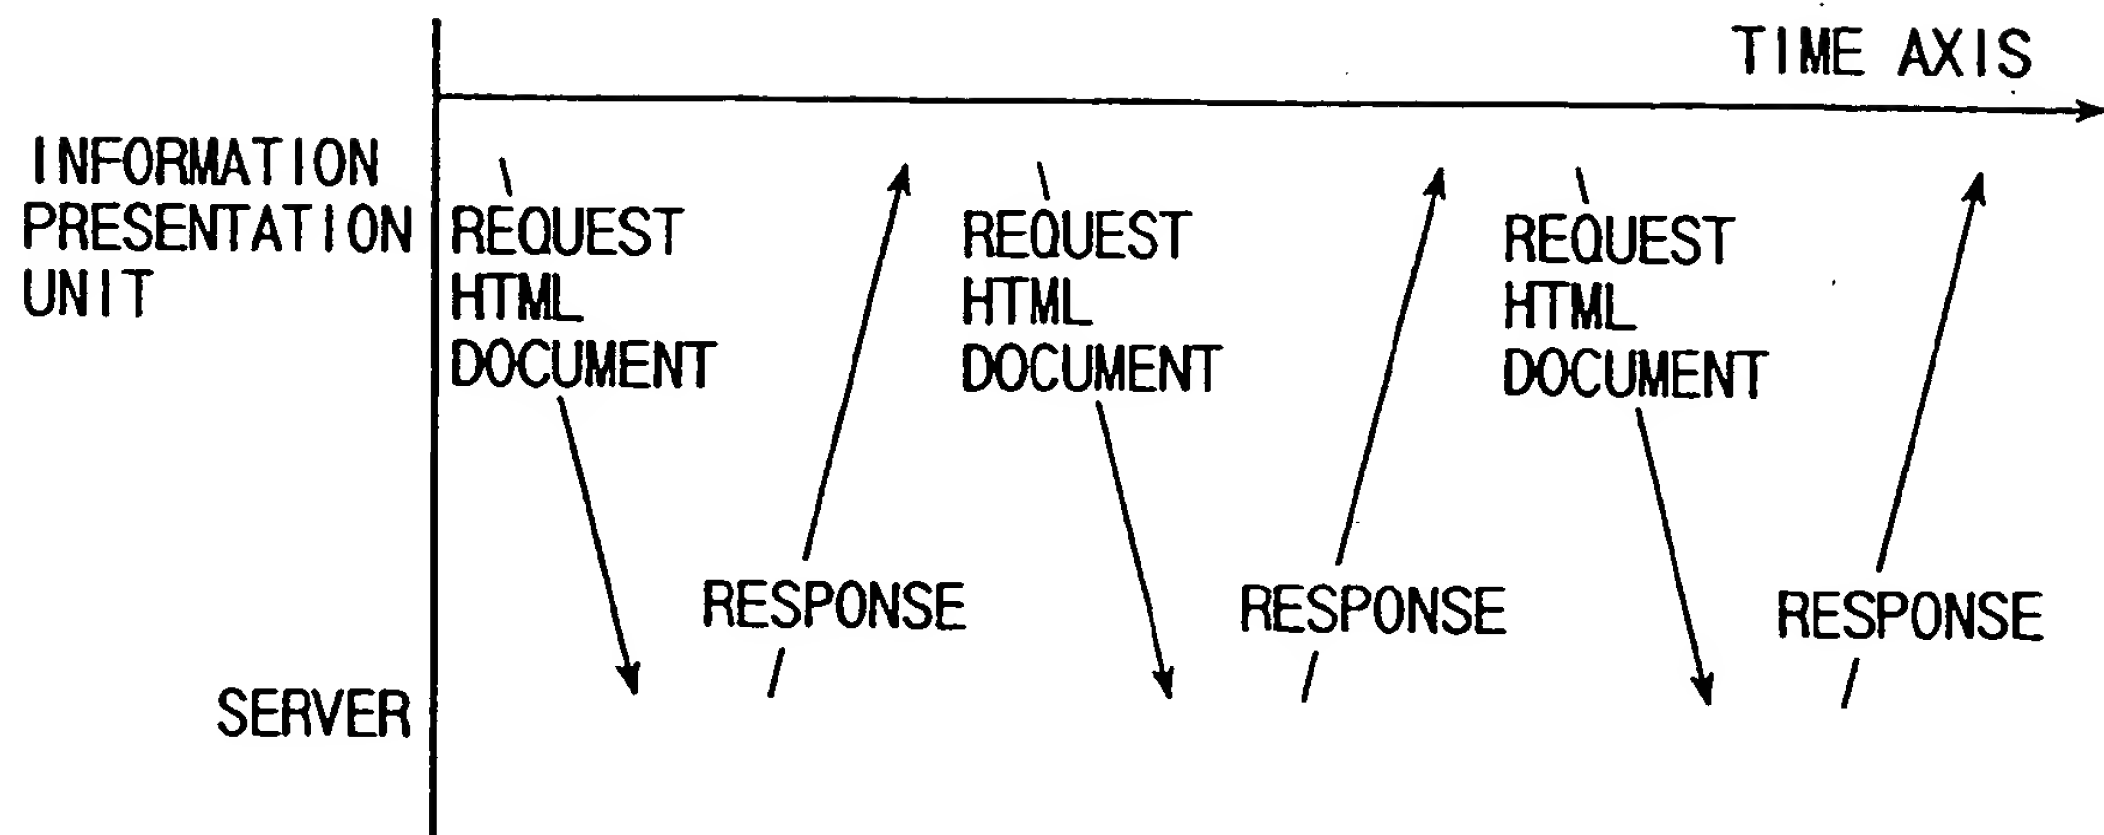 TIME AXIS
INFORMATION
PRESENTATION
UNIT
REQUEST
HTML
DOCUMENT
REQUEST
HTML
DOCUMENT
REQUEST
HTML
DOCUMENT
RESPONSE
RESPONSE
RESPONSE
SERVER